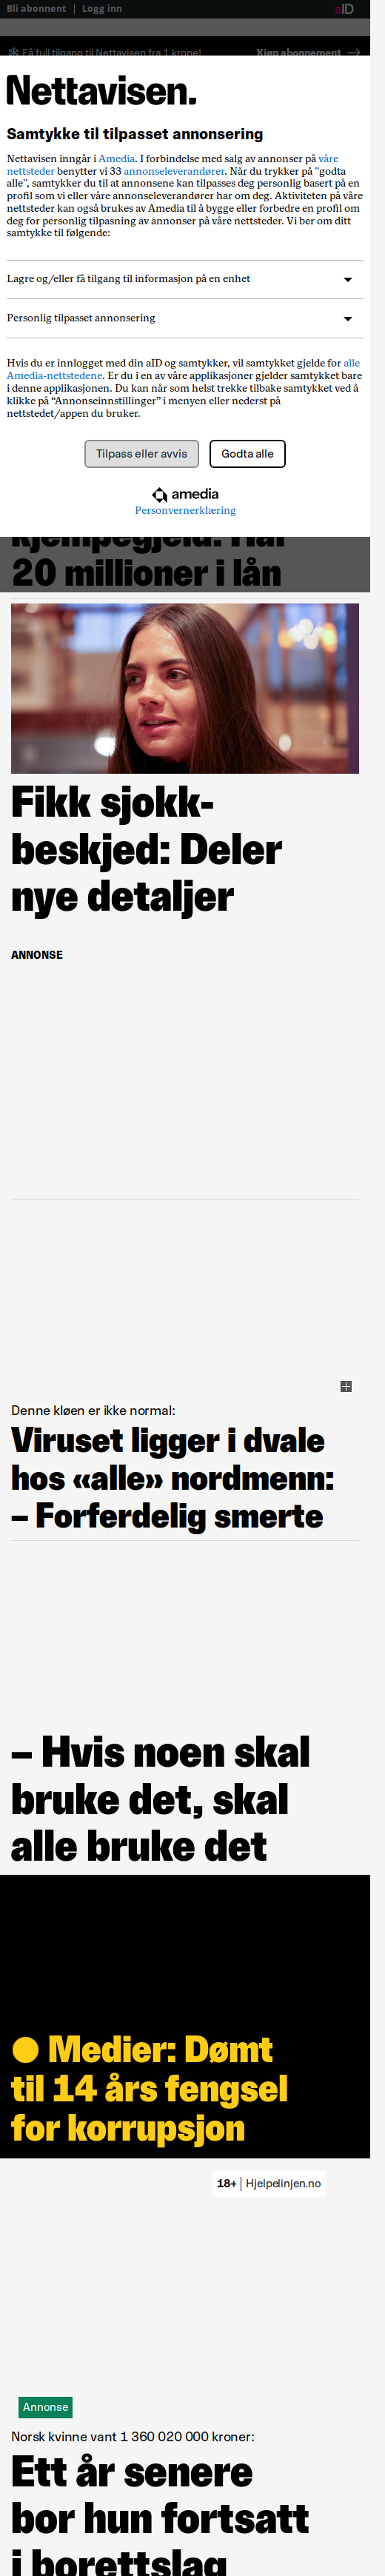 Bli abonnent | Logg inn
aID
Få full tilgang til Nettavisen fra 1 krone!
Kjøp abonnement →
Nettavisen.
Samtykke til tilpasset annonsering
Nettavisen inngår i Amedia. I forbindelse med salg av annonser på våre
nettsteder benytter vi 33 annonseleverandører. Når du trykker på "godta
alle", samtykker du til at annonsene kan tilpasses deg personlig basert på en
profil som vi eller våre annonseleverandører har om deg. Aktiviteten på våre
nettsteder kan også brukes av Amedia til å bygge eller forbedre en profil om
deg for personlig tilpasning av annonser på våre nettsteder. Vi ber om ditt
samtykke til følgende:
Lagre og/eller få tilgang til informasjon på en enhet
Personlig tilpasset annonsering
Hvis du er innlogget med din aID og samtykker, vil samtykket gjelde for alle
Amedia-nettstedene. Er du i en av våre applikasjoner gjelder samtykket bare
i denne applikasjonen. Du kan når som helst trekke tilbake samtykket ved å
klikke på “Annonseinnstillinger” i menyen eller nederst på
nettstedet/appen du bruker.
Tilpass eller avvis
Godta alle
amedia
Personvernerklæring
kjempegjeld: Har
20 millioner i lån
Fikk sjokk-
beskjed: Deler
nye detaljer
ANNONSE
Denne kløen er ikke normal:
Viruset ligger i dvale
hos «alle» nordmenn:
– Forferdelig smerte
– Hvis noen skal
bruke det, skal
alle bruke det
● Medier: Dømt
til 14 års fengsel
for korrupsjon
18+ | Hjelpelinjen.no
Annonse
Norsk kvinne vant 1 360 020 000 kroner:
Ett år senere
bor hun fortsatt
i borettslag